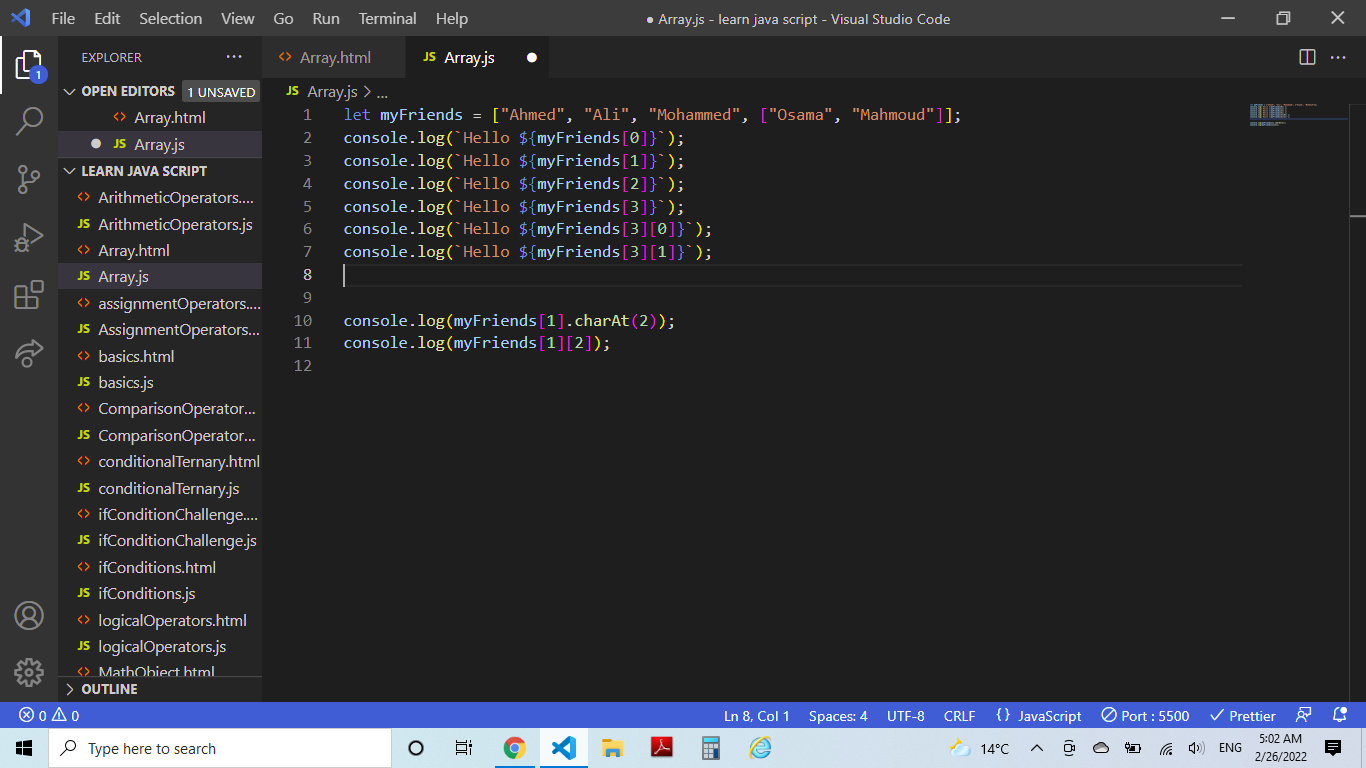 File Edit Selection View Go Run Terminal Help
● Array.js - learn java script - Visual Studio Code
EXPLORER ...
1
OPEN EDITORS 1 UNSAVED
<> Array.html
● JS Array.js
LEARN JAVA SCRIPT
<> ArithmeticOperators....
JS ArithmeticOperators.js
<> Array.html
JS Array.js
<> assignmentOperators....
JS AssignmentOperators...
<> basics.html
JS basics.js
<> ComparisonOperator...
JS ComparisonOperator...
<> conditionalTernary.html
JS conditionalTernary.js
<> ifConditionChallenge....
JS ifConditionChallenge.js
<> ifConditions.html
JS ifConditions.js
<> logicalOperators.html
JS logicalOperators.js
<> MathObject.html
OUTLINE
<> Array.html JS Array.js ●
JS Array.js > ...
1 let myFriends = ["Ahmed", "Ali", "Mohammed", ["Osama", "Mahmoud"]];
2 console.log(`Hello ${myFriends[0]}`);
3 console.log(`Hello ${myFriends[1]}`);
4 console.log(`Hello ${myFriends[2]}`);
5 console.log(`Hello ${myFriends[3]}`);
6 console.log(`Hello ${myFriends[3][0]}`);
7 console.log(`Hello ${myFriends[3][1]}`);
8
9
10 console.log(myFriends[1].charAt(2));
11 console.log(myFriends[1][2]);
12
0 0 Ln 8, Col 1 Spaces: 4 UTF-8 CRLF {} JavaScript Port : 5500 Prettier
Type here to search 14°C ENG 5:02 AM
2/26/2022